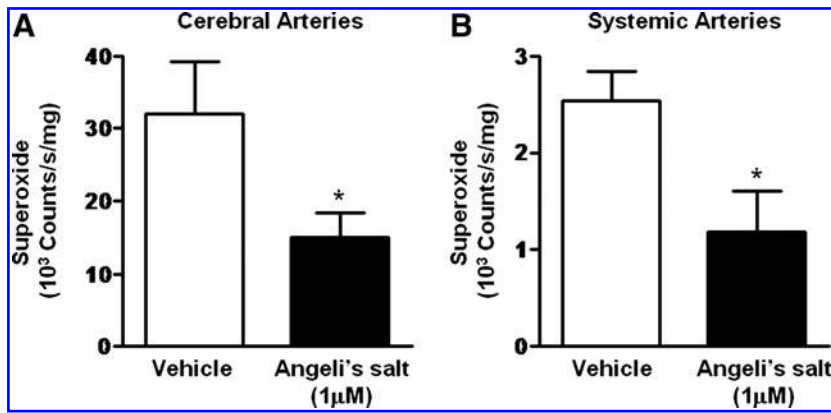 A Cerebral Arteries
Superoxide
(10³ Counts/s/mg)
40
30
20
10
0
*
Vehicle
Angeli's salt
(1µM)
B Systemic Arteries
Superoxide
(10³ Counts/s/mg)
3
2
1
0
*
Vehicle
Angeli's salt
(1µM)